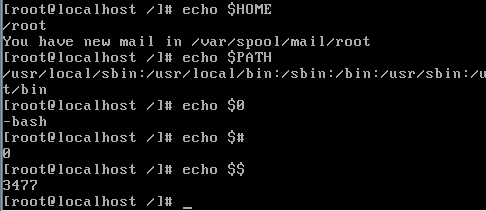 [root@localhost /]# echo $HOME
/root
You have new mail in /var/spool/mail/root
[root@localhost /]# echo $PATH
/usr/local/sbin:/usr/local/bin:/sbin:/bin:/usr/sbin:/u
t/bin
[root@localhost /]# echo $0
-bash
[root@localhost /]# echo $#
0
[root@localhost /]# echo $$
3477
[root@localhost /]# _